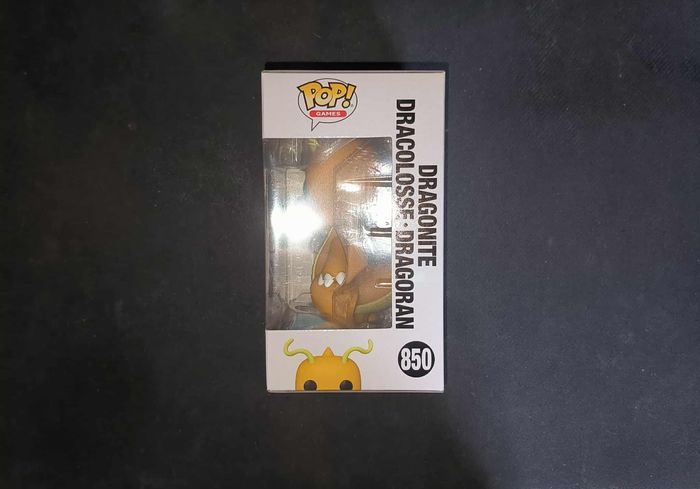 POP!
GAMES
DRAGONITE
DRACOLOSSE • DRAGORAN
850